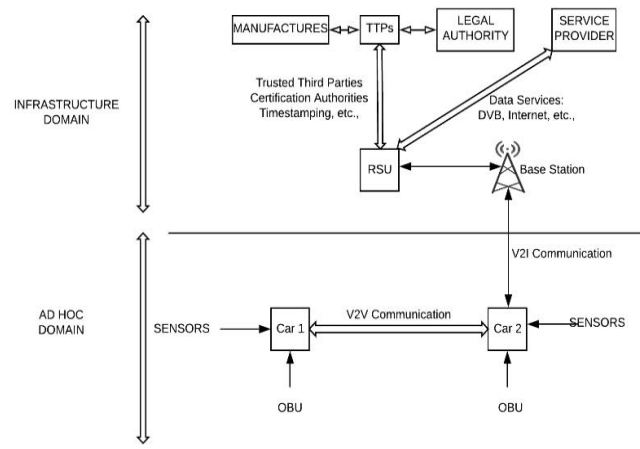 MANUFACTURES
TTPs
LEGAL
AUTHORITY
SERVICE
PROVIDER
Trusted Third Parties
Certification Authorities
Timestamping, etc.,
Data Services:
DVB, Internet, etc.,
INFRASTRUCTURE
DOMAIN
RSU
Base Station
V2I Communication
AD HOC
DOMAIN
SENSORS
Car 1
V2V Communication
Car 2
SENSORS
OBU
OBU